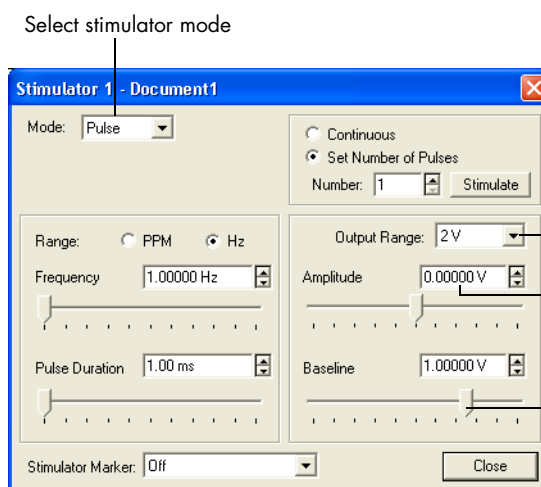 Select stimulator mode
Stimulator 1 - Document1
Mode: Pulse
Continuous
Set Number of Pulses
Number: 1 Stimulate
Range: PPM Hz
Frequency 1.00000 Hz
Pulse Duration 1.00 ms
Output Range: 2 V
Amplitude 0.00000 V
Baseline 1.00000 V
Stimulator Marker: Off
Close